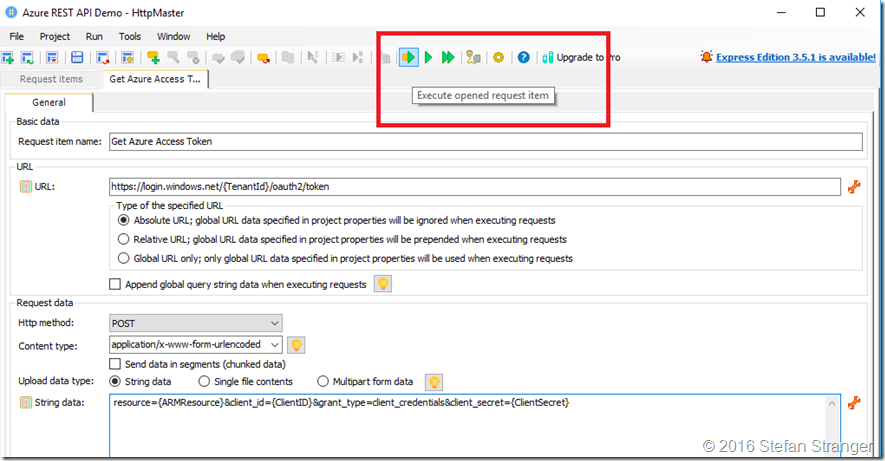 Azure REST API Demo - HttpMaster
File Project Run Tools Window Help
Upgrade to Pro
Express Edition 3.5.1 is available!
Request items
Get Azure Access T...
Execute opened request item
General
Basic data
Request item name: Get Azure Access Token
URL
URL: https://login.windows.net/{TenantId}/oauth2/token
Type of the specified URL
Absolute URL; global URL data specified in project properties will be ignored when executing requests
Relative URL; global URL data specified in project properties will be prepended when executing requests
Global URL only; only global URL data specified in project properties will be used when executing requests
Append global query string data when executing requests
Request data
Http method: POST
Content type: application/x-www-form-urlencoded
Send data in segments (chunked data)
Upload data type: String data Single file contents Multipart form data
String data: resource={ARMResource}&client_id={ClientID}&grant_type=client_credentials&client_secret={ClientSecret}
© 2016 Stefan Stranger